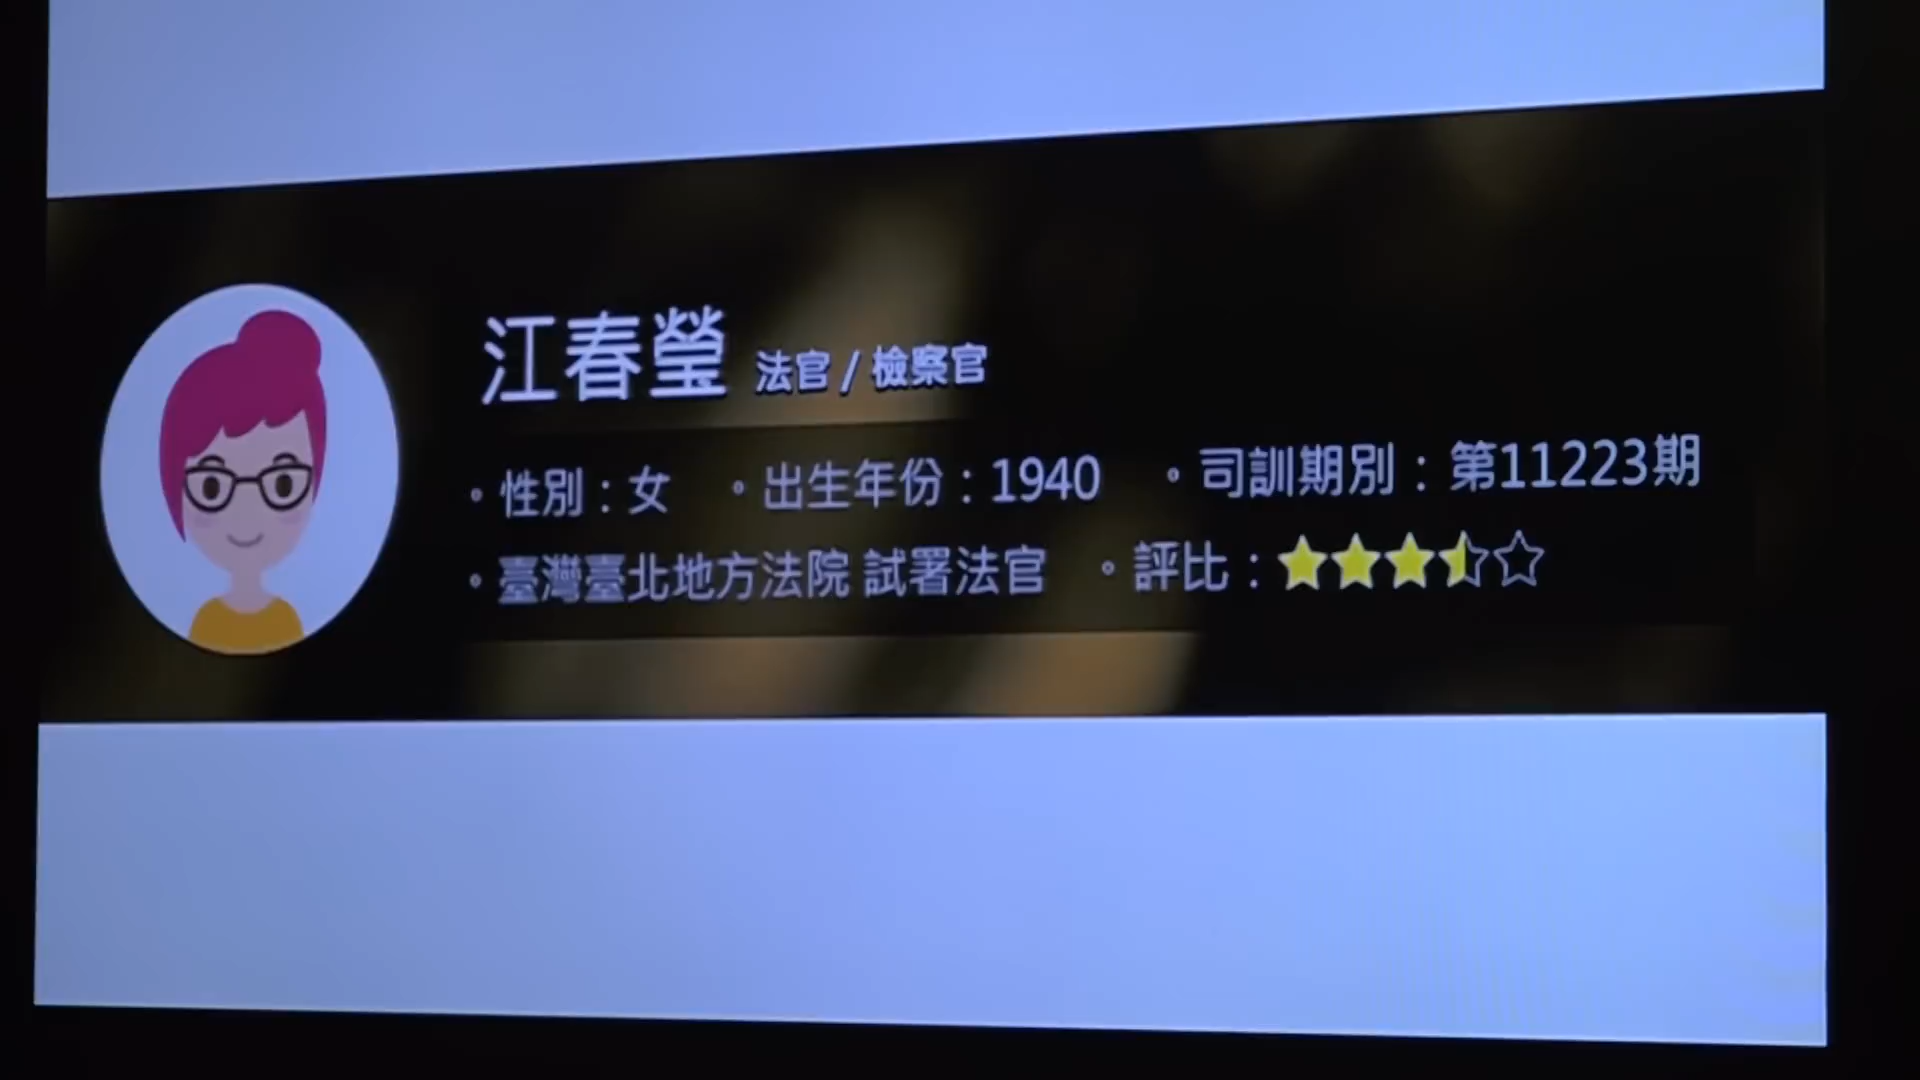 江春瑩 法官 / 檢察官
•性別：女 •出生年份：1940 •司訓期別：第11223期
•臺灣臺北地方法院 試署法官 •評比：